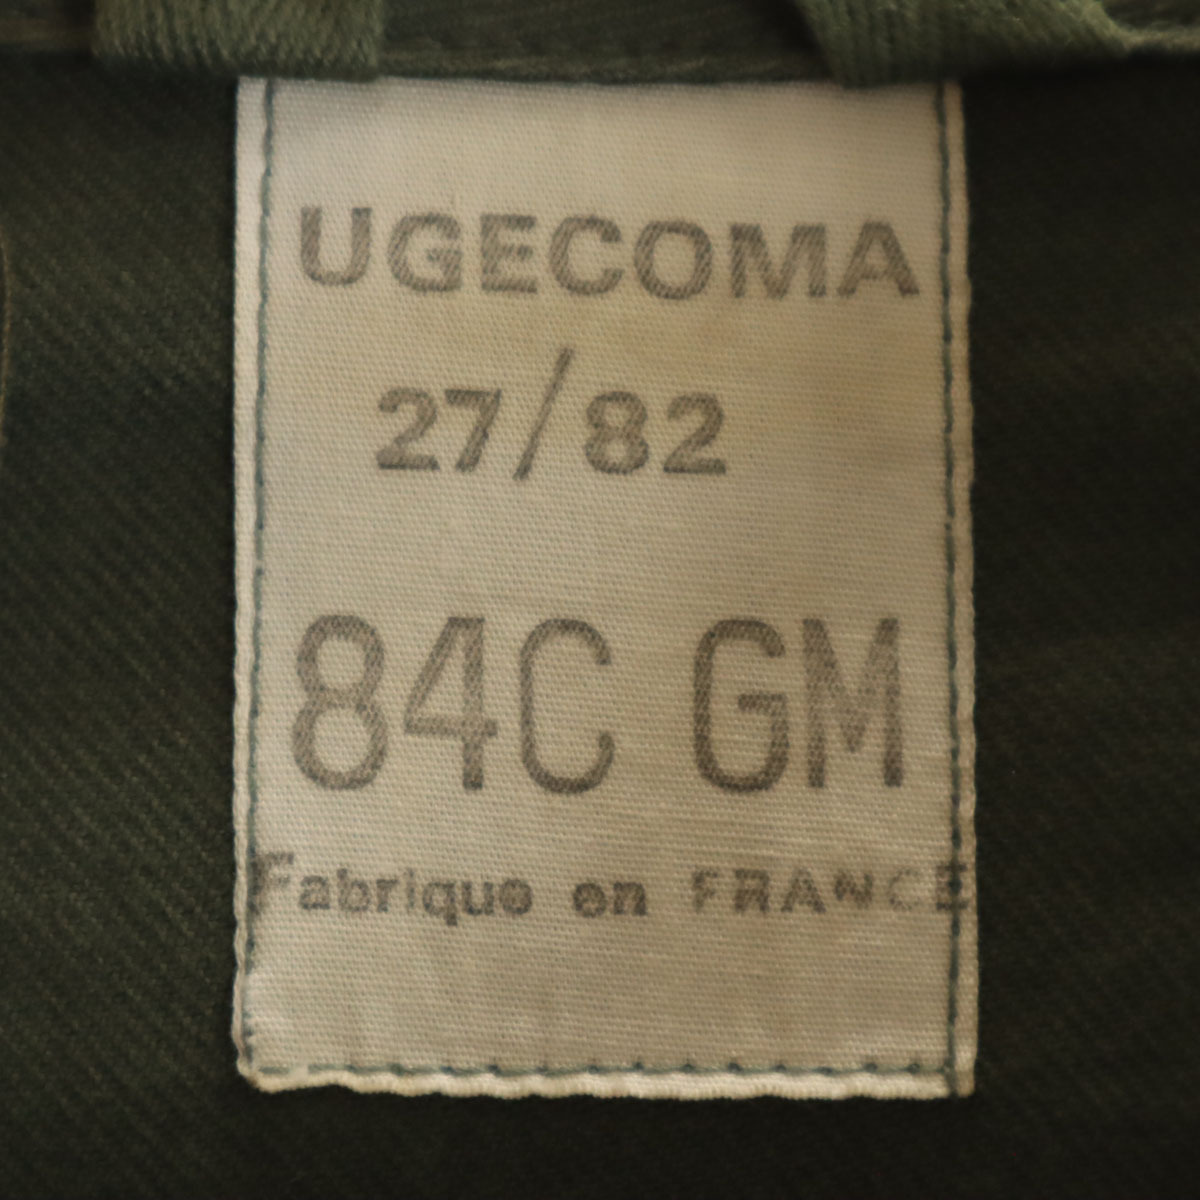 UGECOMA
27/82
84C GM
Fabrique en FRANCE